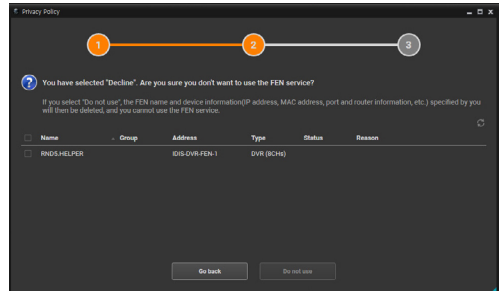 Privacy Policy
1 2 3
You have selected "Decline". Are you sure you don't want to use the FEN service?
If you select "Do not use", the FEN name and device information(IP address, MAC address, port and router information, etc.) specified by you
will then be deleted, and you cannot use the FEN service.
Name Group Address Type Status Reason
RND5.HELPER IDIS-DVR-FEN-1 DVR (8CHs)
Go back Do not use